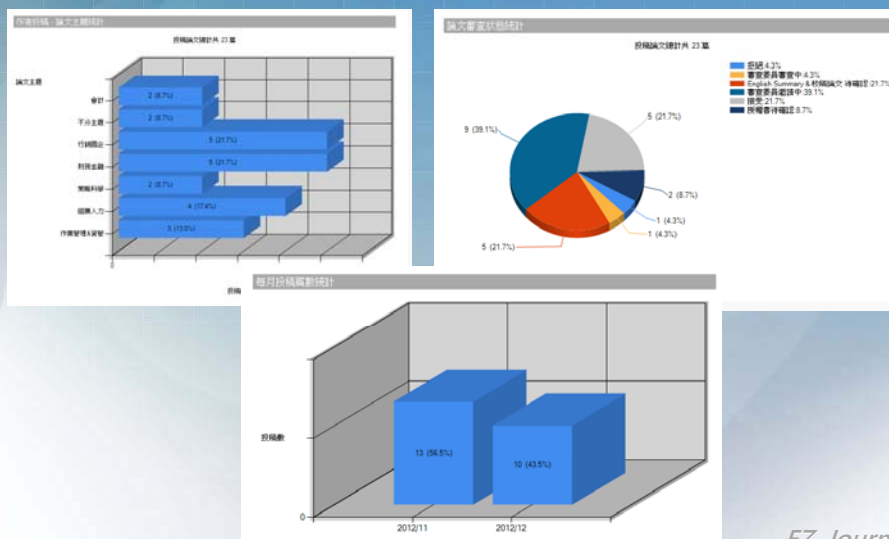 作者投稿 - 論文主題統計
投稿論文總計共 23 篇
論文主題
會計
2 (8.7%)
不分主題
2 (8.7%)
行銷國企
5 (21.7%)
財務金融
5 (21.7%)
策略科學
2 (8.7%)
組織人力
4 (17.4%)
作業管理&資管
3 (13.0%)
0
論文審查狀態統計
投稿論文總計共 23 篇
拒絕:4.3%
審查委員審查中:4.3%
English Summary & 校稿論文 待確認:21.7%
審查委員邀請中:39.1%
接受:21.7%
授權書待確認:8.7%
5 (21.7%)
9 (39.1%)
2 (8.7%)
1 (4.3%)
1 (4.3%)
5 (21.7%)
每月投稿篇數統計
投稿數
13 (56.5%)
10 (43.5%)
0
2012/11
2012/12